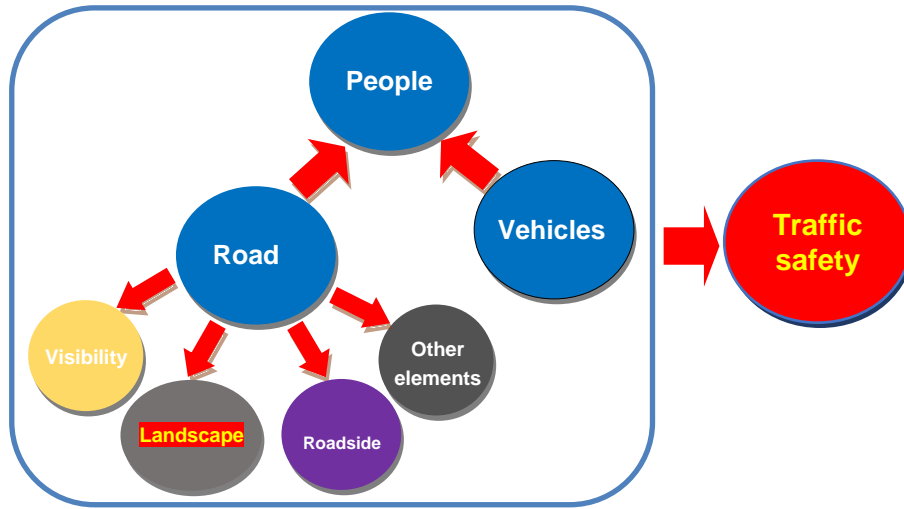 People
Road
Vehicles
Traffic
safety
Visibility
Other
elements
Landscape
Roadside